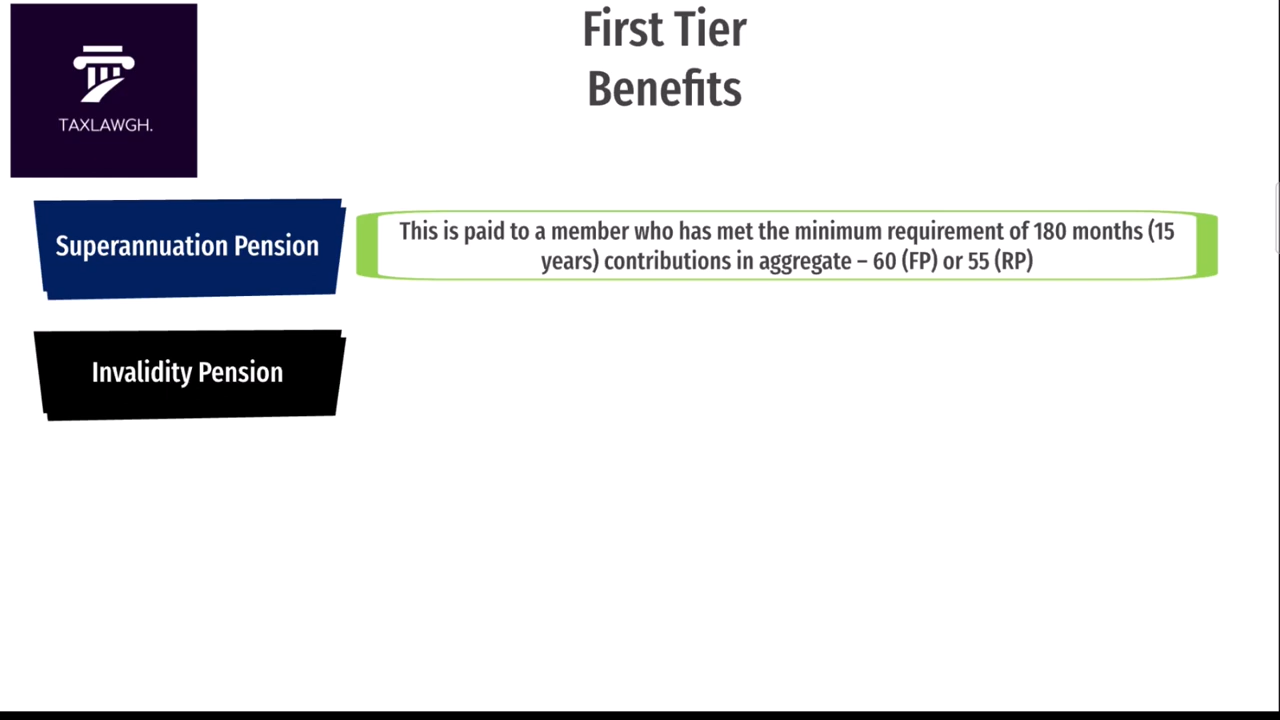 First Tier
Benefits
TAXLAWGH.
Superannuation Pension
This is paid to a member who has met the minimum requirement of 180 months (15
years) contributions in aggregate – 60 (FP) or 55 (RP)
Invalidity Pension